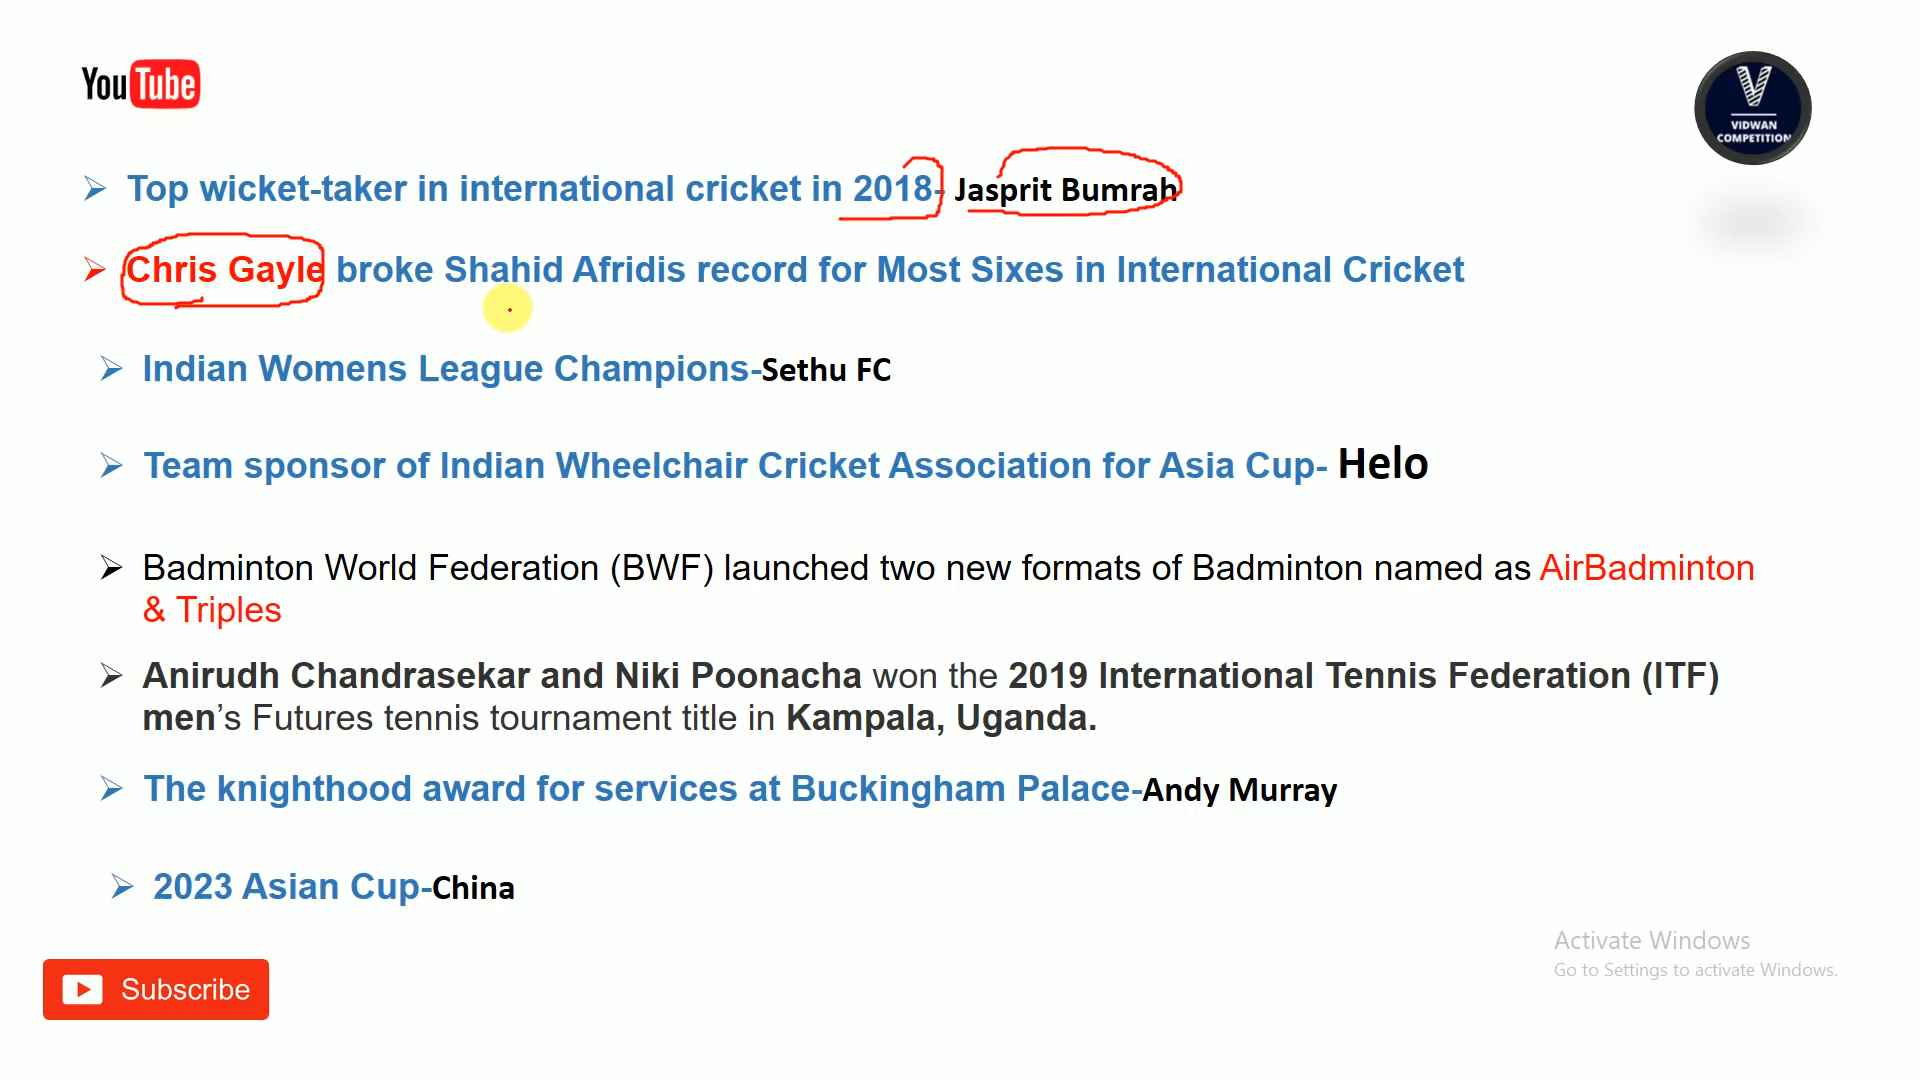 YouTube
VIDWAN
COMPETITION
Top wicket-taker in international cricket in 2018- Jasprit Bumrah
Chris Gayle broke Shahid Afridis record for Most Sixes in International Cricket
Indian Womens League Champions-Sethu FC
Team sponsor of Indian Wheelchair Cricket Association for Asia Cup- Helo
Badminton World Federation (BWF) launched two new formats of Badminton named as AirBadminton
& Triples
Anirudh Chandrasekar and Niki Poonacha won the 2019 International Tennis Federation (ITF)
men’s Futures tennis tournament title in Kampala, Uganda.
The knighthood award for services at Buckingham Palace-Andy Murray
2023 Asian Cup-China
Activate Windows
Go to Settings to activate Windows.
Subscribe